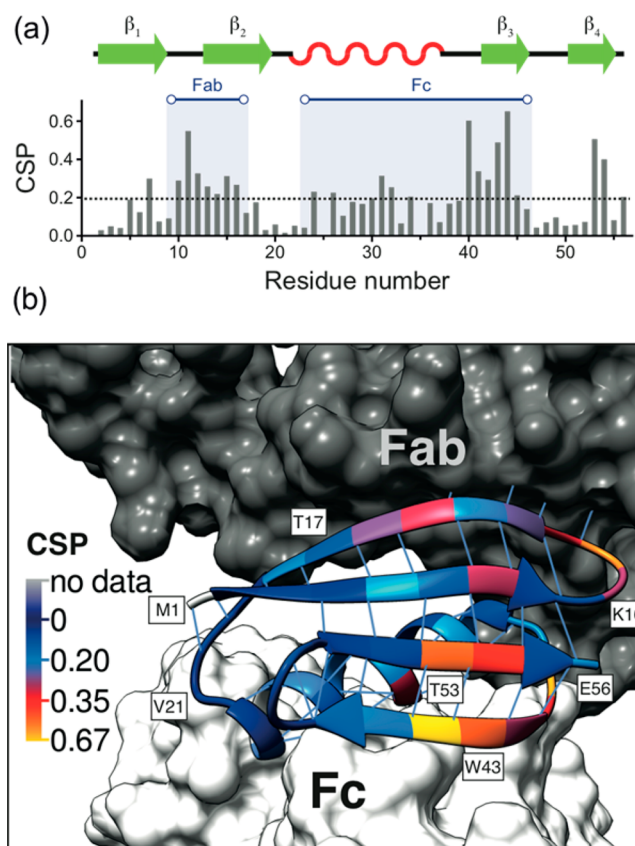 (a)
β1 β2 β3 β4
Fab Fc
CSP
0.6
0.4
0.2
0.0
0 10 20 30 40 50
Residue number
(b)
Fab
T17
CSP
no data
0
0.20
0.35
0.67
M1
K10
V21
T53
E56
W43
Fc